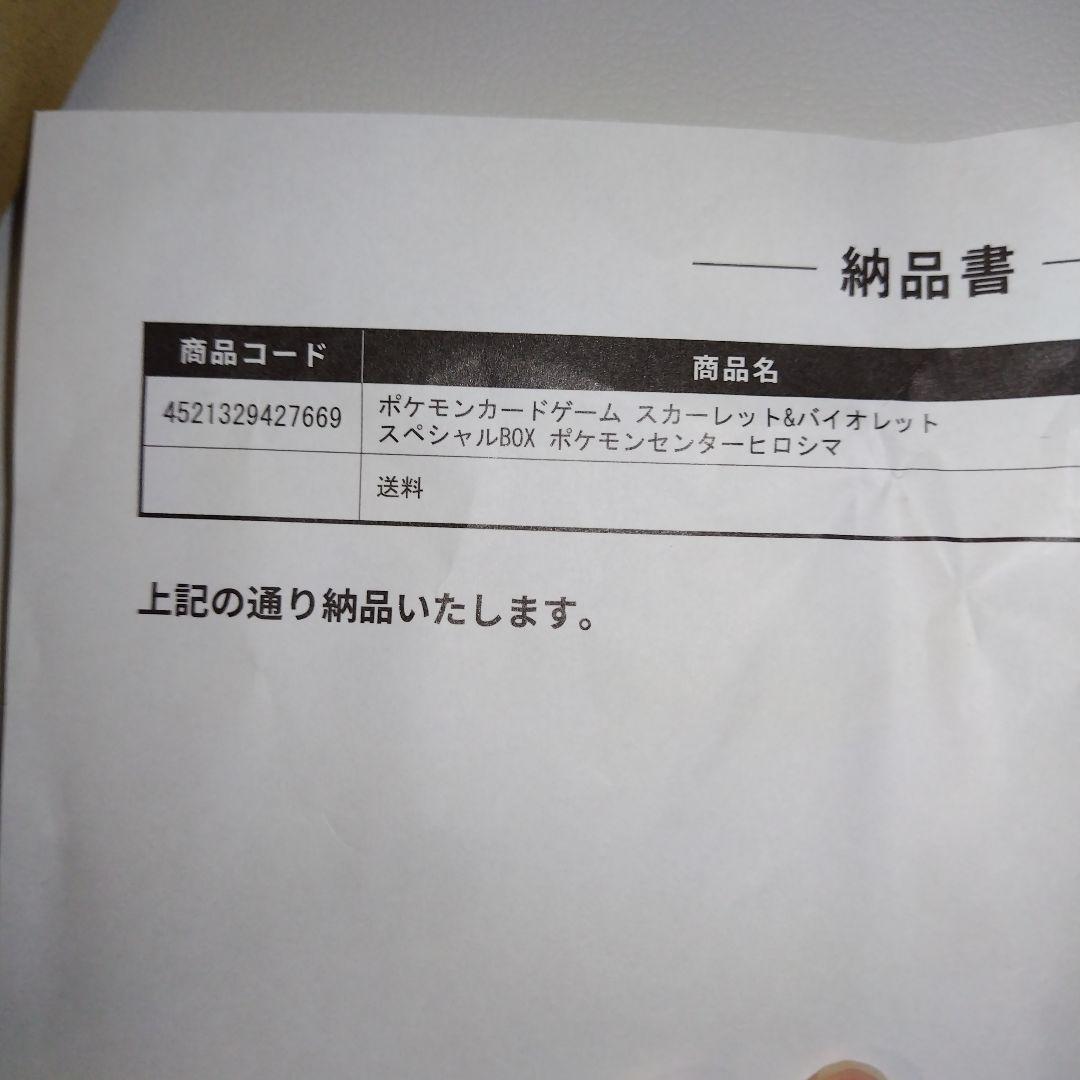 納品書
商品コード 商品名
4521329427669 ポケモンカードゲーム スカーレット&バイオレット
スペシャルBOX ポケモンセンターヒロシマ
送料
上記の通り納品いたします。